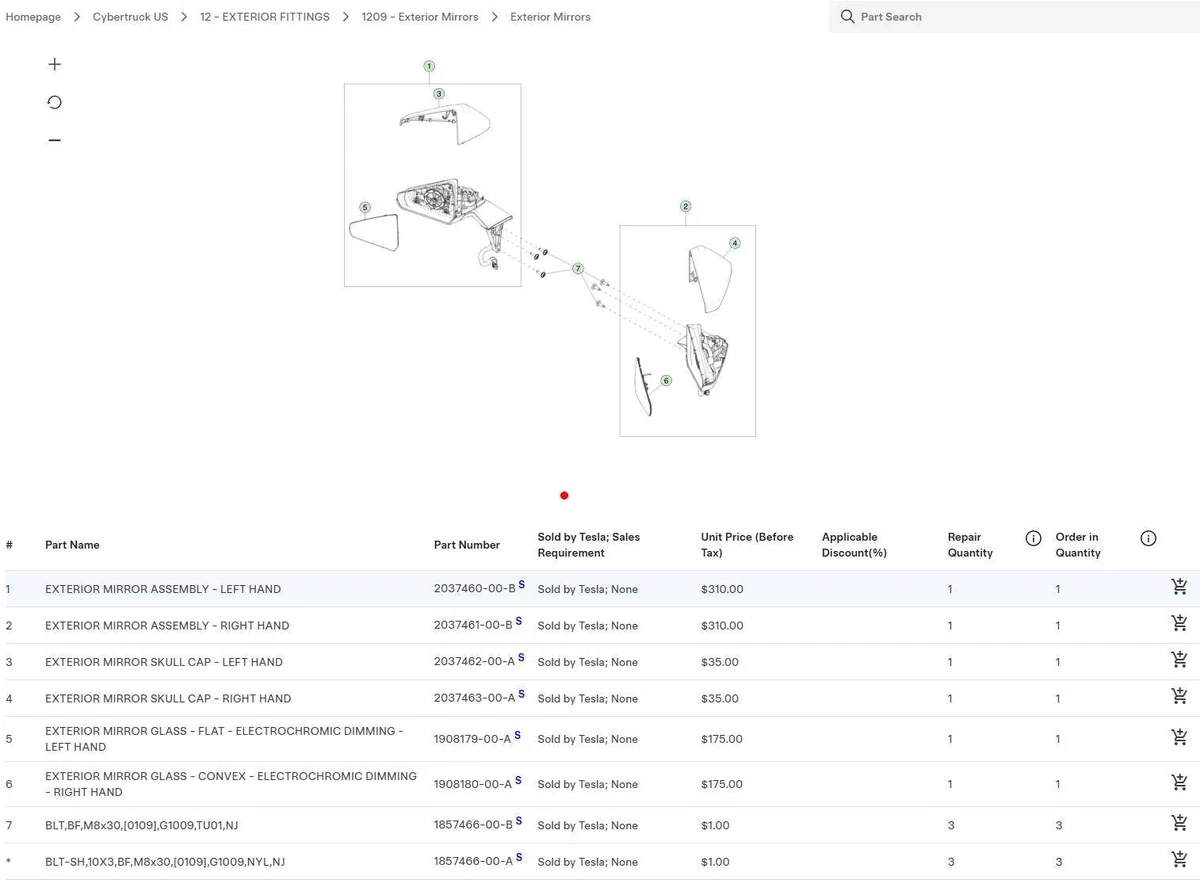 Homepage > Cybertruck US > 12 - EXTERIOR FITTINGS > 1209 - Exterior Mirrors > Exterior Mirrors
Part Search
1
3
5
2
4
7
6
# Part Name Part Number Sold by Tesla; Sales Requirement Unit Price (Before Tax) Applicable Discount(%) Repair Quantity Order in Quantity
1 EXTERIOR MIRROR ASSEMBLY - LEFT HAND 2037460-00-B S Sold by Tesla; None $310.00 1 1
2 EXTERIOR MIRROR ASSEMBLY - RIGHT HAND 2037461-00-B S Sold by Tesla; None $310.00 1 1
3 EXTERIOR MIRROR SKULL CAP - LEFT HAND 2037462-00-A S Sold by Tesla; None $35.00 1 1
4 EXTERIOR MIRROR SKULL CAP - RIGHT HAND 2037463-00-A S Sold by Tesla; None $35.00 1 1
5 EXTERIOR MIRROR GLASS - FLAT - ELECTROCHROMIC DIMMING - LEFT HAND 1908179-00-A S Sold by Tesla; None $175.00 1 1
6 EXTERIOR MIRROR GLASS - CONVEX - ELECTROCHROMIC DIMMING - RIGHT HAND 1908180-00-A S Sold by Tesla; None $175.00 1 1
7 BLT,BF,M8x30,[0109],G1009,TU01,NJ 1857466-00-B S Sold by Tesla; None $1.00 3 3
* BLT-SH,10X3,BF,M8x30,[0109],G1009,NYL,NJ 1857466-00-A S Sold by Tesla; None $1.00 3 3